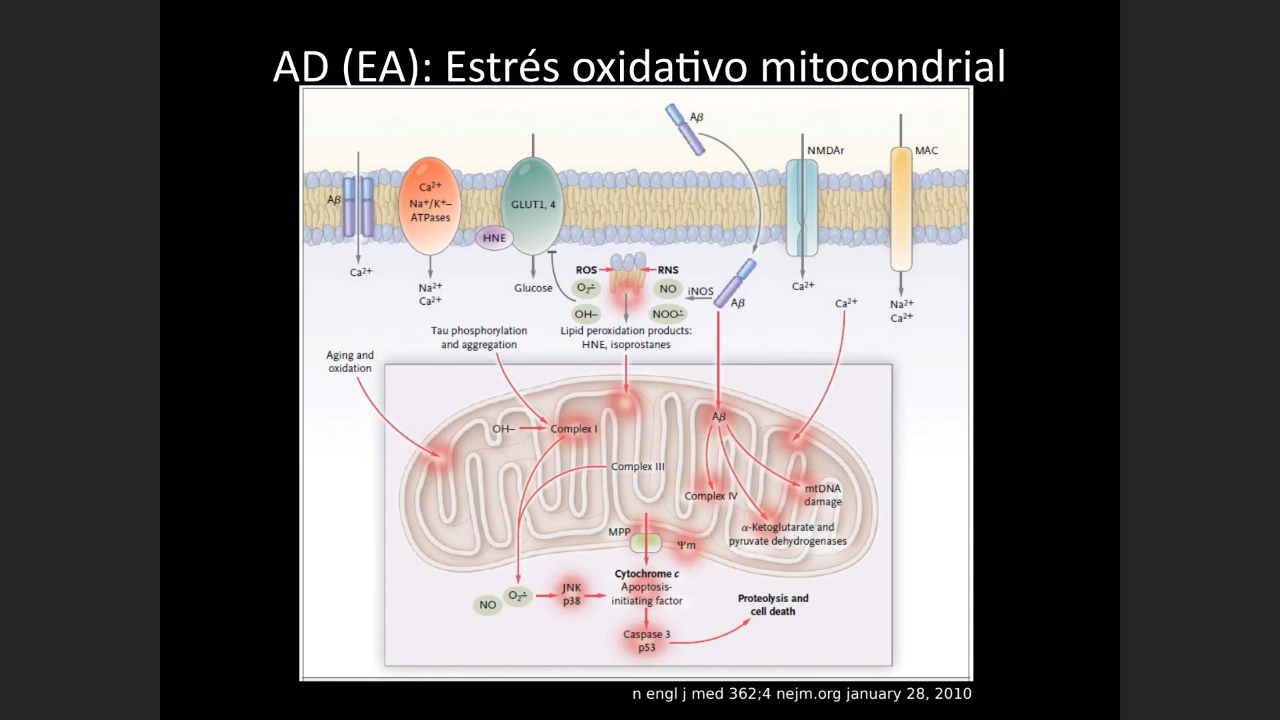 AD (EA): Estrés oxidativo mitocondrial
Aβ
NMDAr
MAC
Aβ
Ca²⁺
Na⁺/K⁺–
ATPases
GLUT1, 4
HNE
Ca²⁺
Na²⁺
Ca²⁺
Glucose
ROS
RNS
O₂∸
NO
iNOS
OH–
NOO∸
Aβ
Ca²⁺
Ca²⁺
Na²⁺
Ca²⁺
Tau phosphorylation
and aggregation
Lipid peroxidation products:
HNE, isoprostanes
Aging and
oxidation
OH–
Complex I
Aβ
Complex III
Complex IV
mtDNA
damage
α-Ketoglutarate and
pyruvate dehydrogenases
MPP
Ψm
Cytochrome c
Apoptosis-
initiating factor
NO
O₂∸
JNK
p38
Proteolysis and
cell death
Caspase 3
p53
n engl j med 362;4 nejm.org january 28, 2010